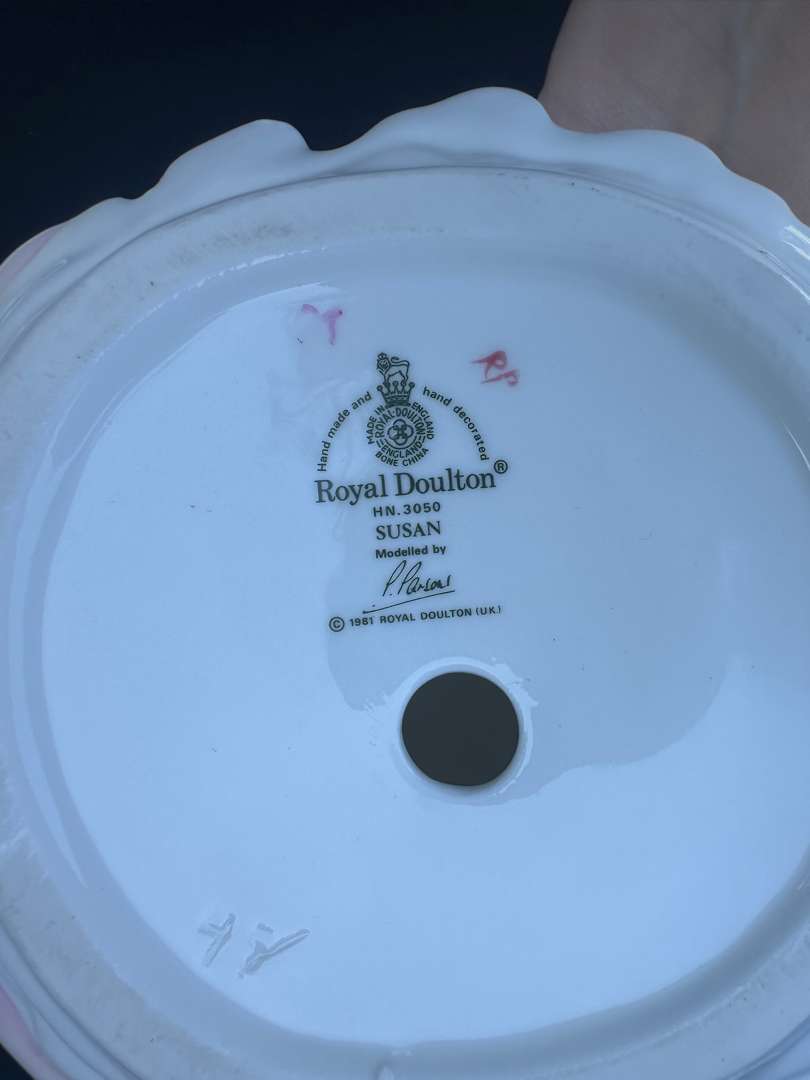 Hand made and hand decorated
MADE IN ENGLAND
ROYAL·DOULTON
ENGLAND
BONE CHINA
Royal Doulton®
HN.3050
SUSAN
Modelled by
P. Parsons
© 1981 ROYAL DOULTON (U.K.)